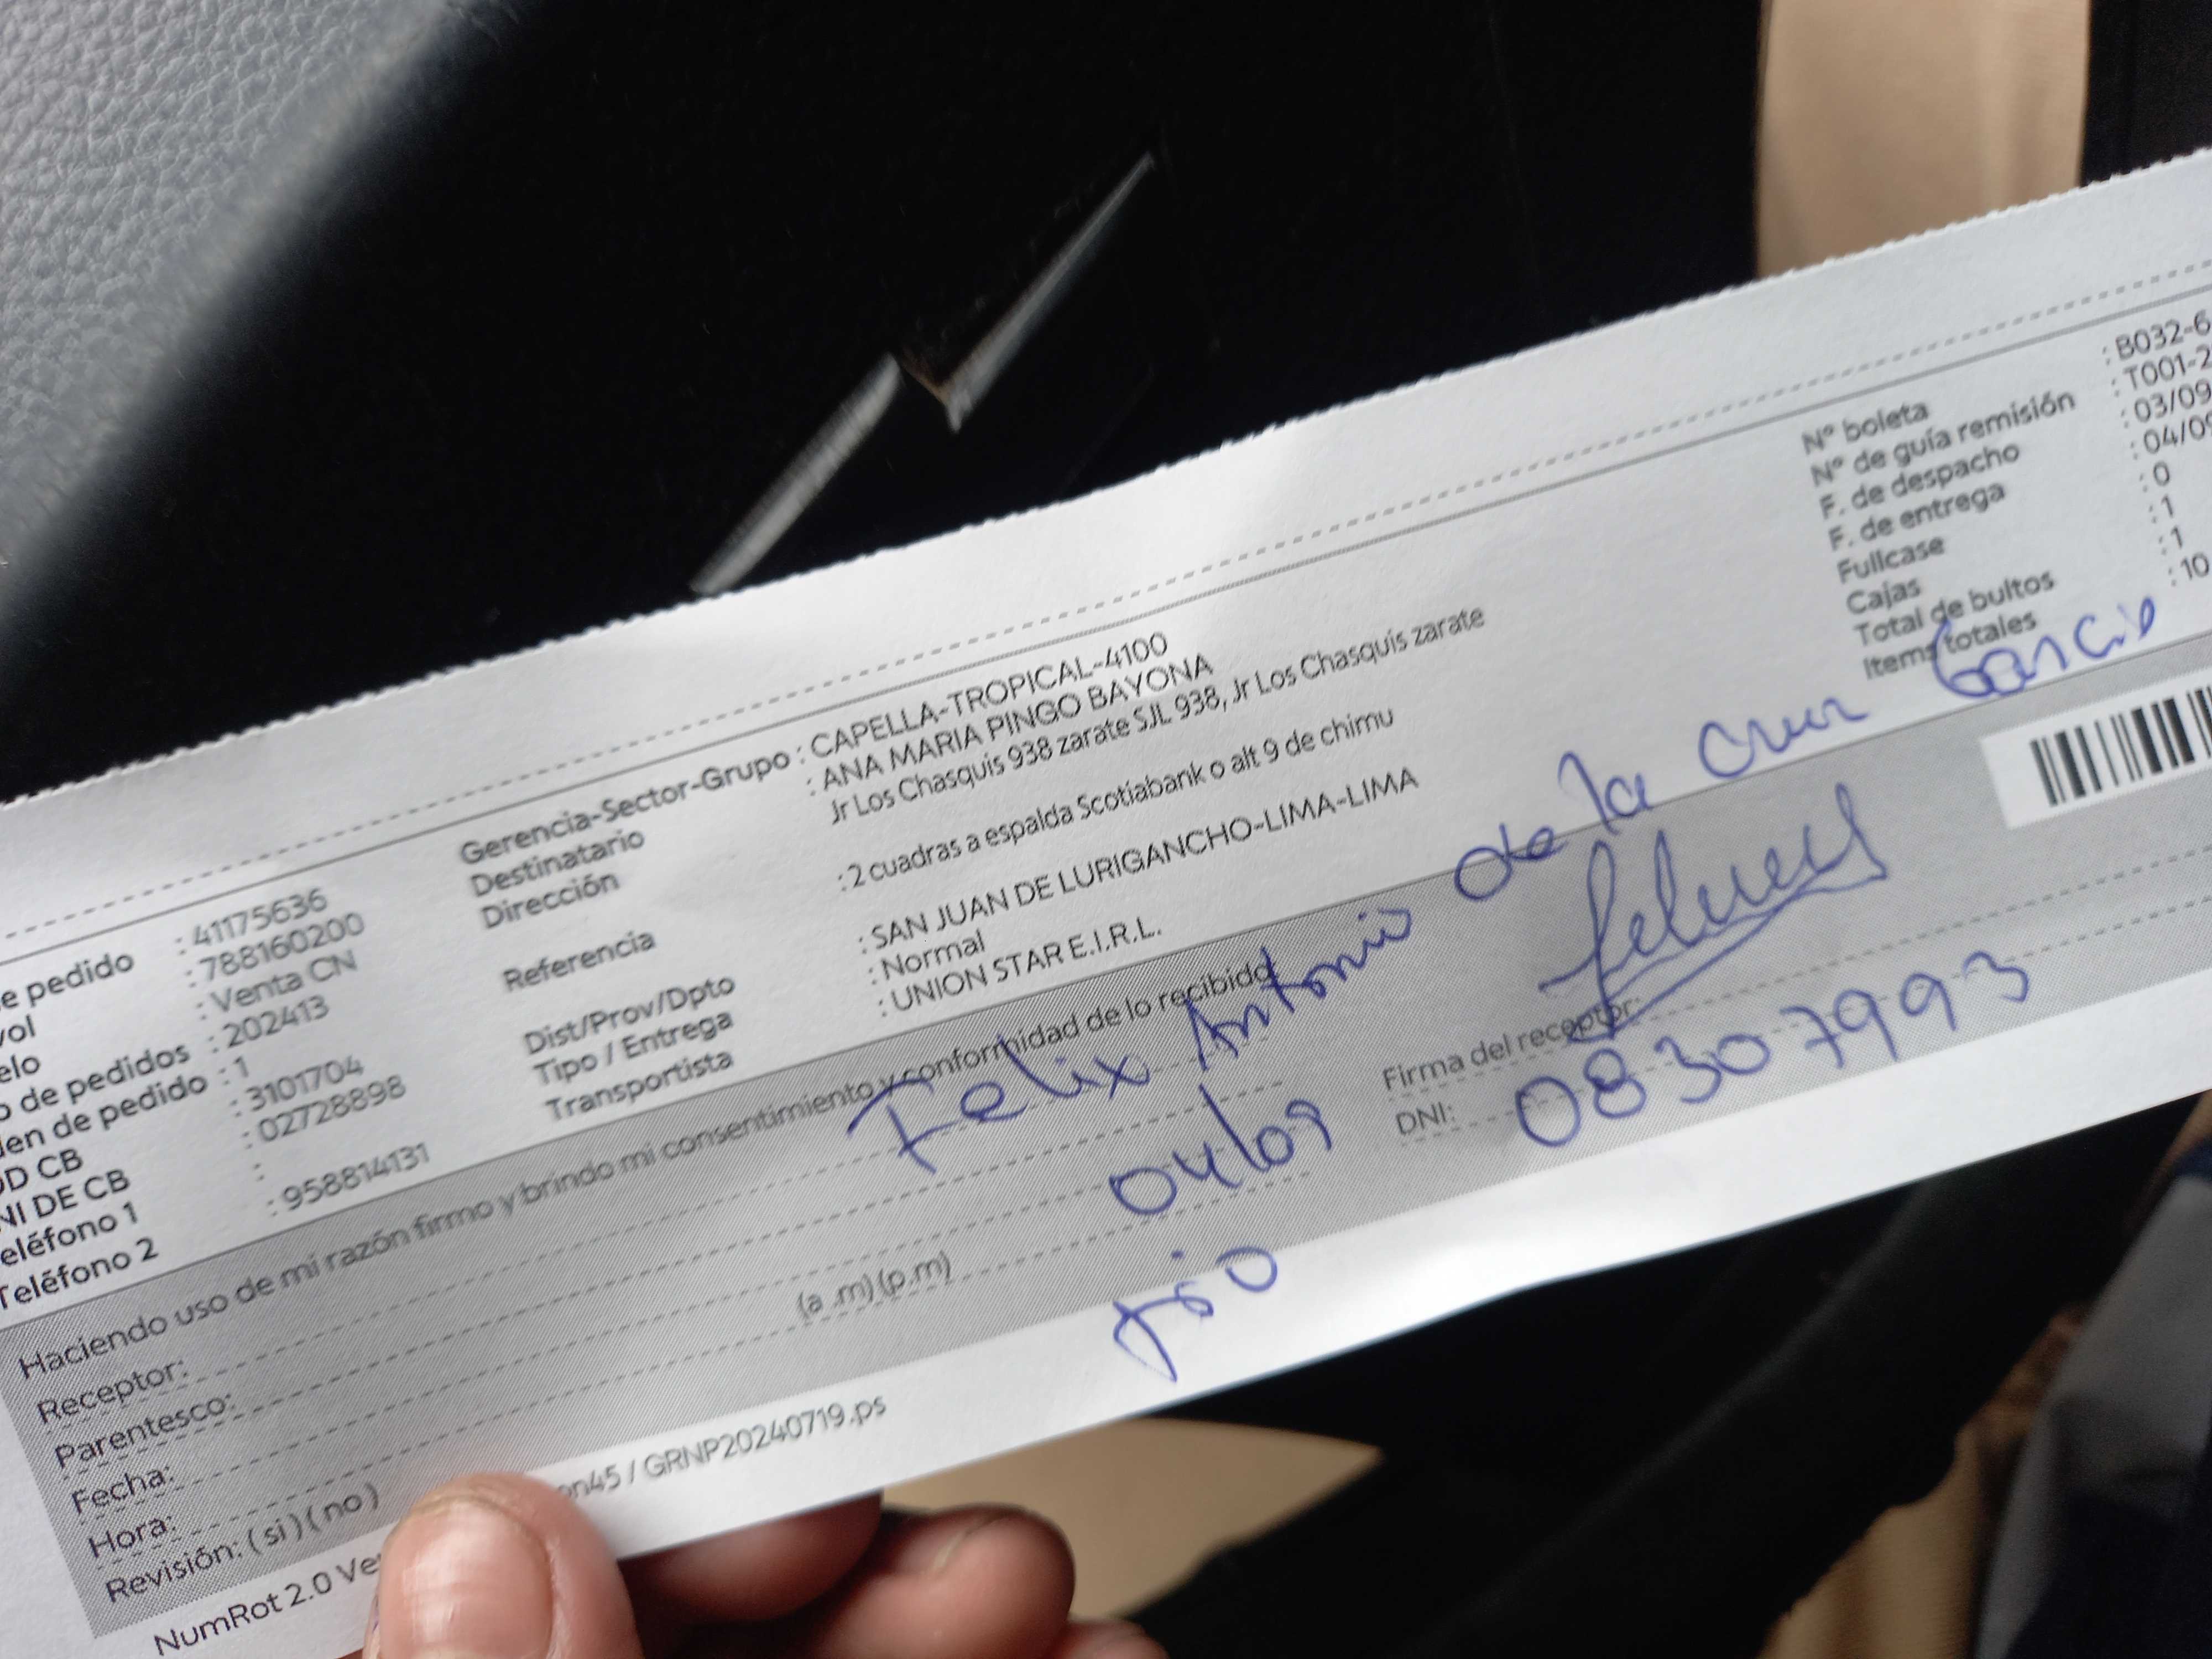 e pedido : 41175636
vol : 788160200
elo : Venta CN
o de pedidos : 202413
den de pedido : 1
OD CB : 3101704
NI DE CB : 02728898
eléfono 1 :
Teléfono 2 : 958814131
Gerencia-Sector-Grupo : CAPELLA-TROPICAL-4100
Destinatario : ANA MARIA PINGO BAYONA
Dirección Jr Los Chasquis 938 zarate SJL 938, Jr Los Chasquis zarate
Referencia : 2 cuadras a espalda Scotiabank o alt 9 de chimu
Dist/Prov/Dpto : SAN JUAN DE LURIGANCHO-LIMA-LIMA
Tipo / Entrega : Normal
Transportista : UNION STAR E.I.R.L.
N° boleta : B032-6
N° de guía remisión : T001-2
F. de despacho : 03/09
F. de entrega : 04/09
Fullcase : 0
Cajas : 1
Total de bultos : 1
Items totales : 10
Haciendo uso de mi razón firmo y brindo mi consentimiento y conformidad de lo recibido
Receptor: Felix Antonio de la Cruz Garcia
Parentesco:
Fecha: 04/09
Hora: (a .m) (p.m)
Revisión: ( si ) ( no )
Firma del receptor:
DNI: 08307993
NumRot 2.0 Ve
on45 / GRNP20240719.ps